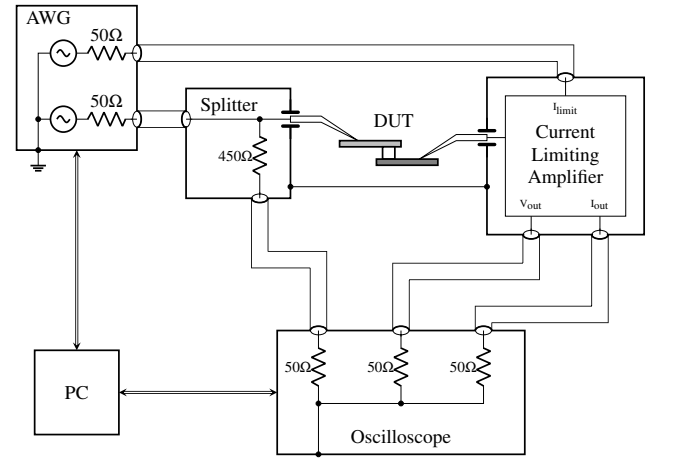 AWG
50Ω
50Ω
Splitter
450Ω
DUT
I_limit
Current
Limiting
Amplifier
V_out
I_out
50Ω
50Ω
50Ω
PC
Oscilloscope